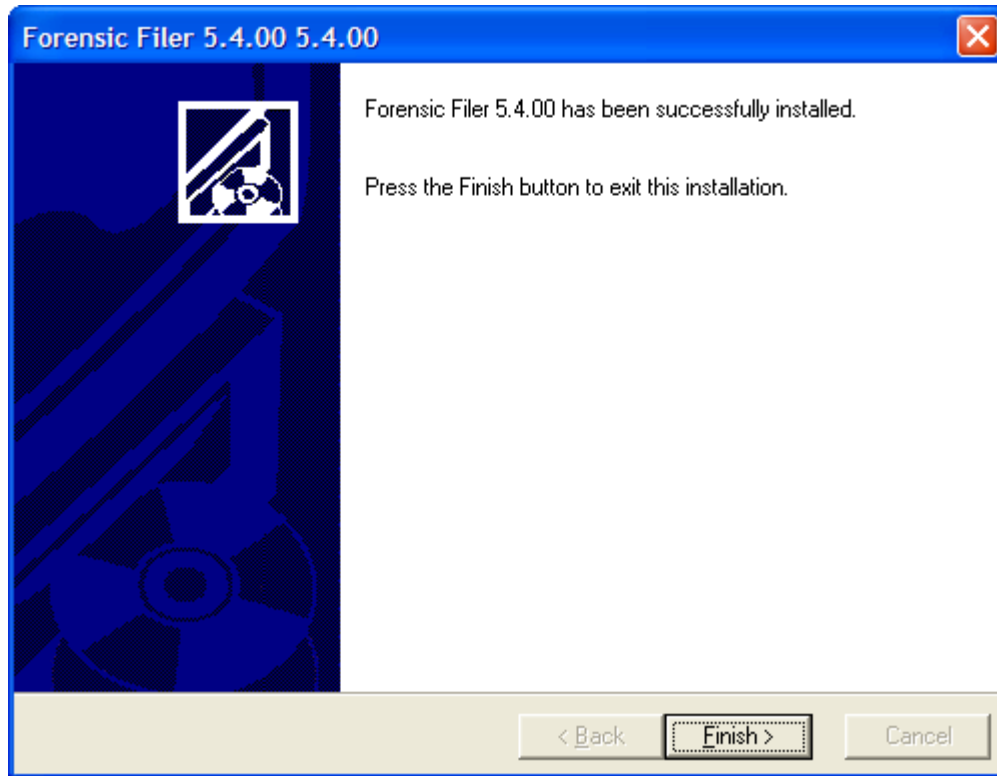 Forensic Filer 5.4.00 5.4.00
Forensic Filer 5.4.00 has been successfully installed.
Press the Finish button to exit this installation.
< Back
Finish >
Cancel